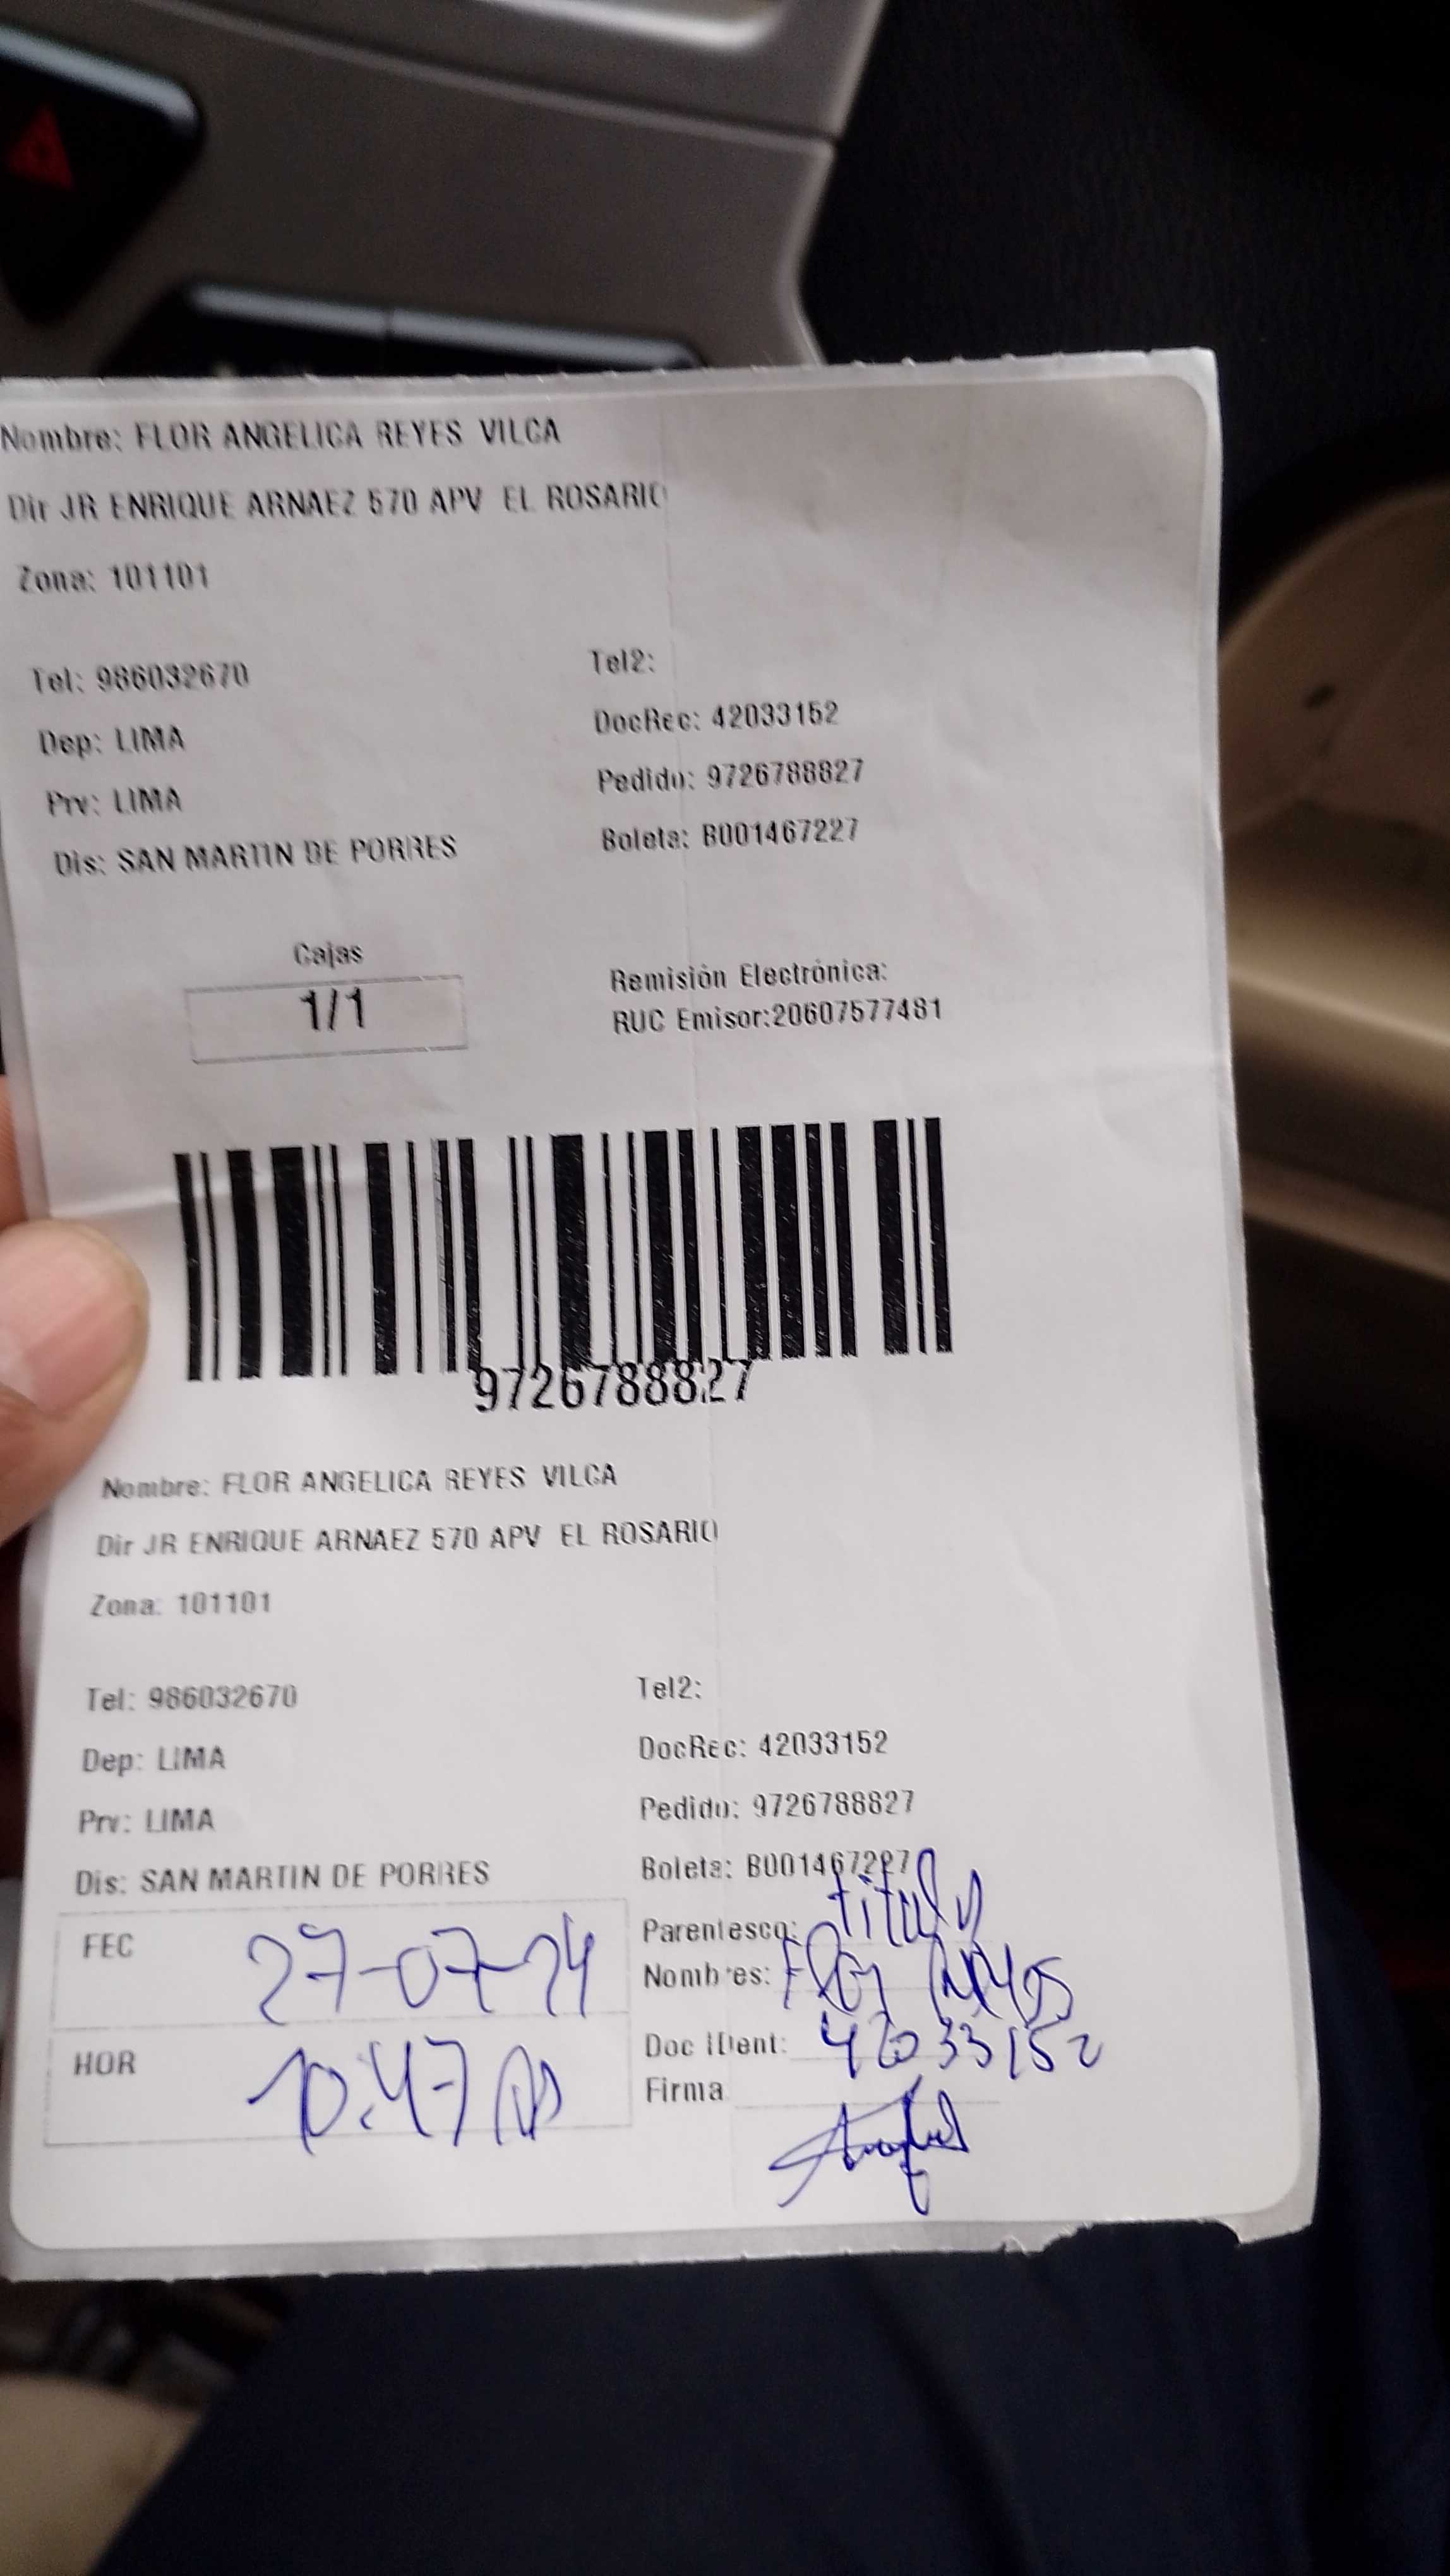 Nombre: FLOR ANGELICA REYES VILCA
Dir JR ENRIQUE ARNAEZ 570 APV EL ROSARIO
Zona: 101101
Tel: 986032670 Tel2:
Dep: LIMA DocRec: 42033152
Prv: LIMA Pedido: 9726788827
Dis: SAN MARTIN DE PORRES Boleta: B001467227
Cajas
1/1
Remisión Electrónica:
RUC Emisor:20607577481
9726788827
Nombre: FLOR ANGELICA REYES VILCA
Dir JR ENRIQUE ARNAEZ 570 APV EL ROSARIO
Zona: 101101
Tel: 986032670 Tel2:
Dep: LIMA DocRec: 42033152
Prv: LIMA Pedido: 9726788827
Dis: SAN MARTIN DE PORRES Boleta: B001467227
FEC 27-07-24
HOR 10:47
Parentesco: titular
Nombres: Flor
Doc IDent: 42033152
Firma